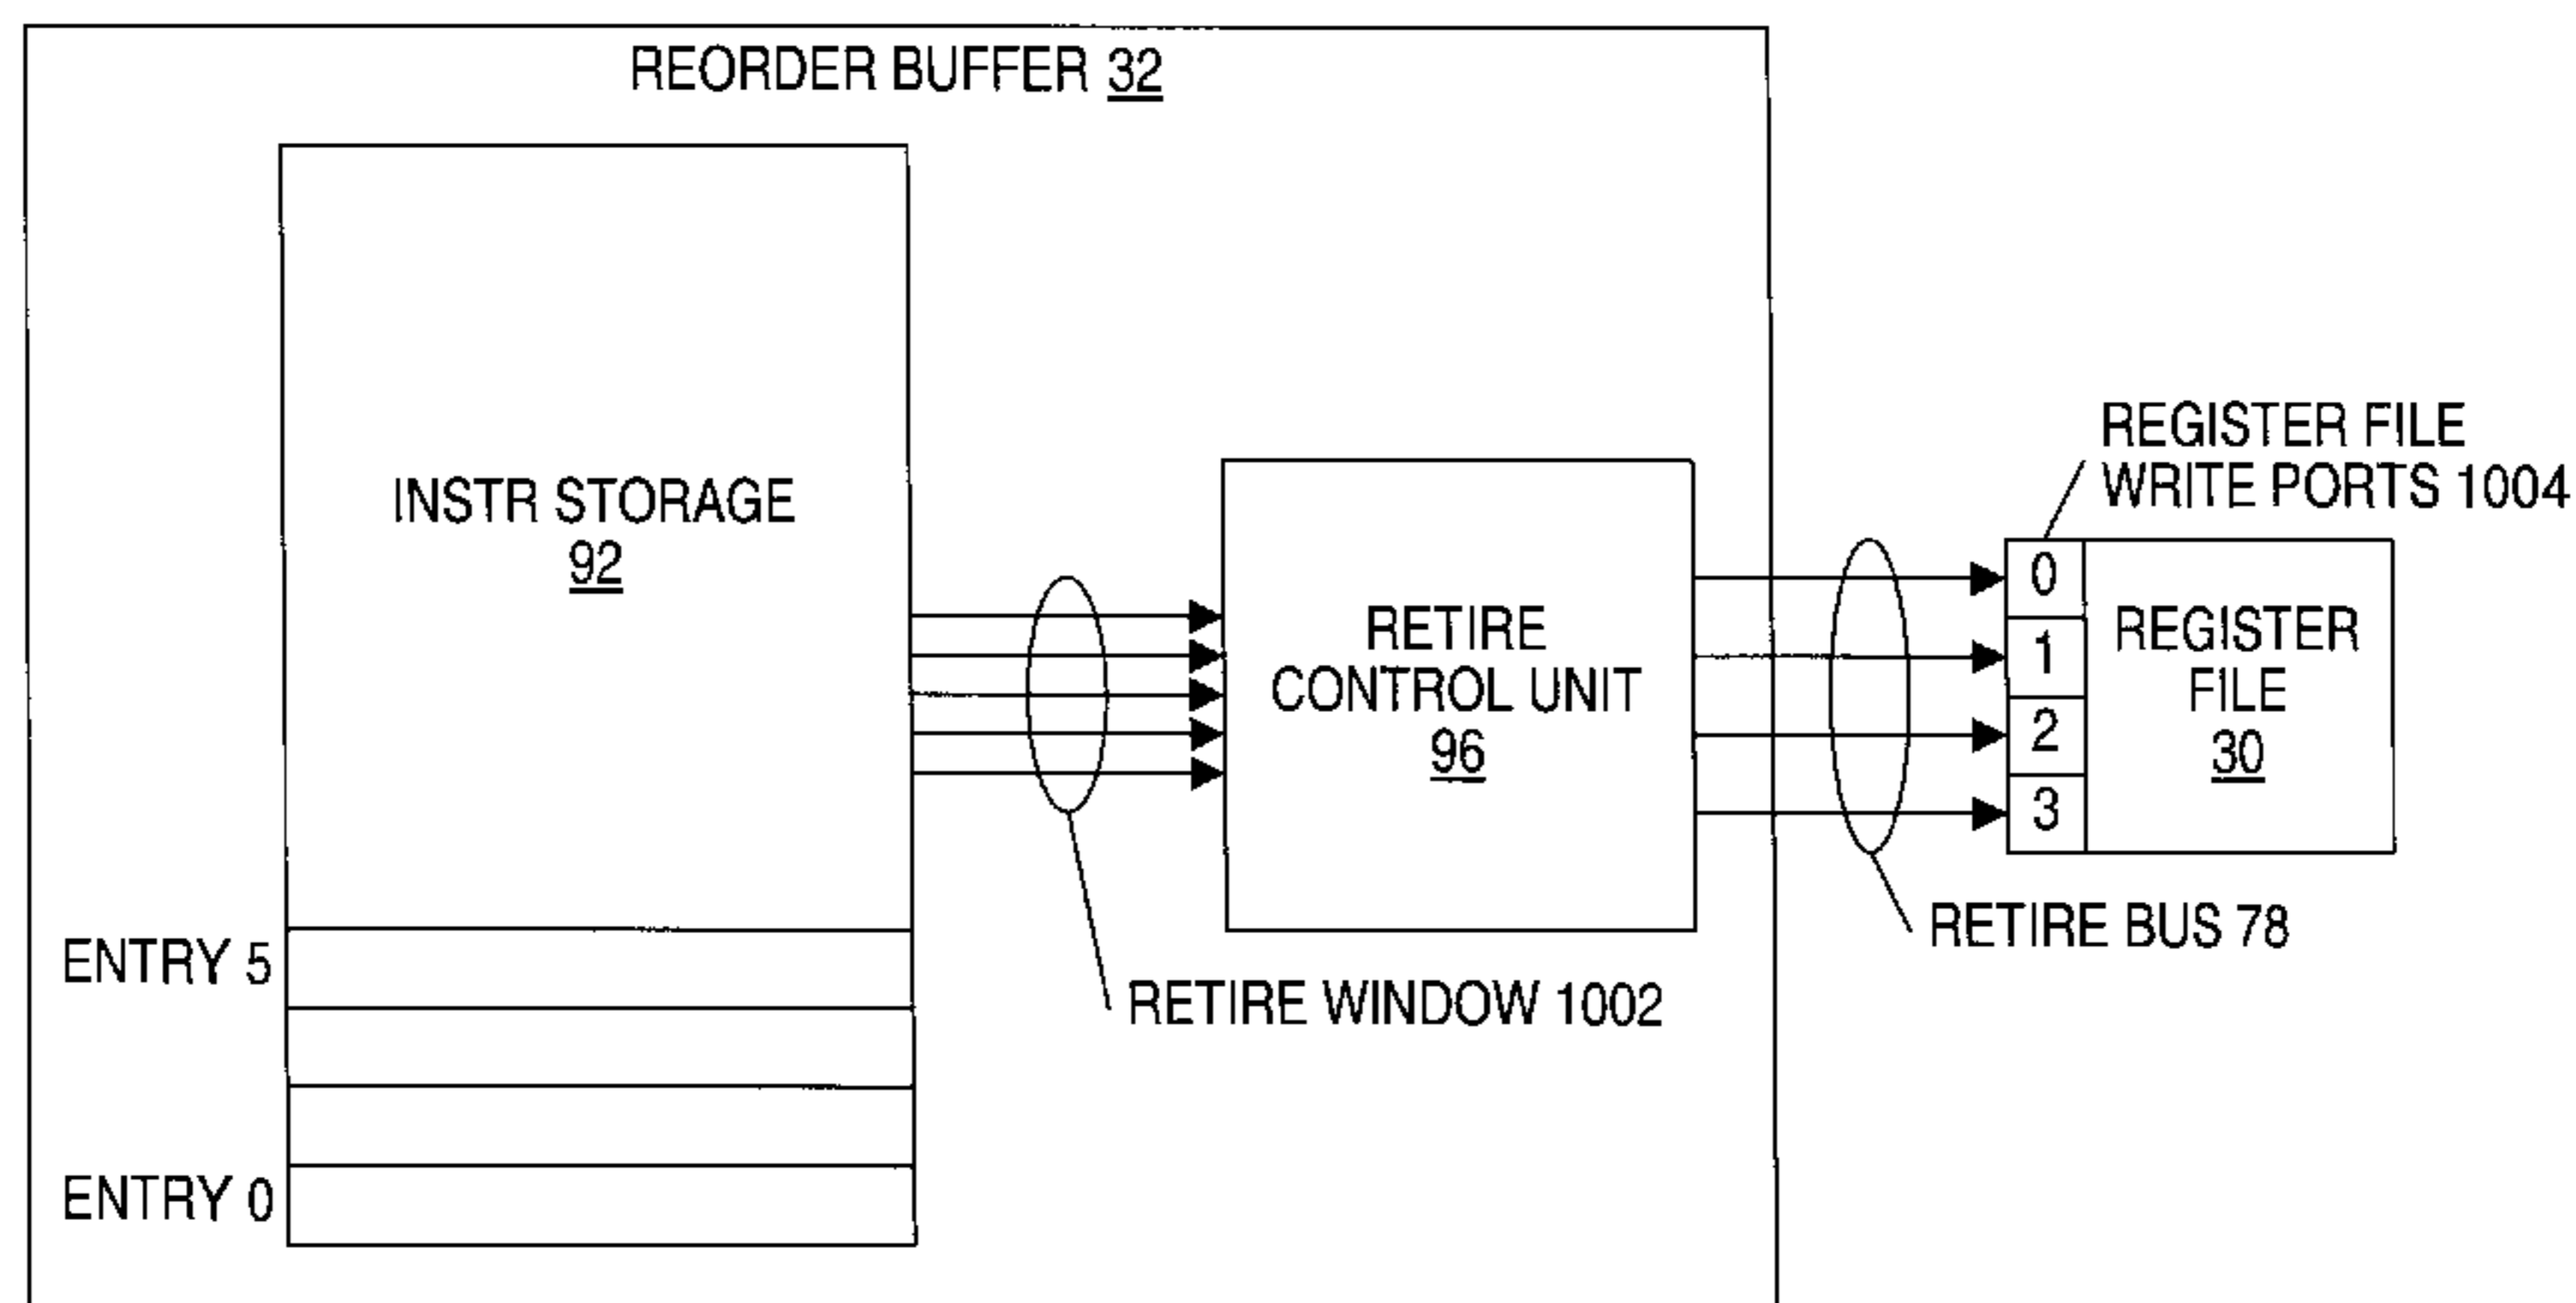 REORDER BUFFER 32
INSTR STORAGE
92
RETIRE
CONTROL UNIT
96
REGISTER FILE
WRITE PORTS 1004
0
1
2
3
REGISTER
FILE
30
RETIRE BUS 78
RETIRE WINDOW 1002
ENTRY 5
ENTRY 0